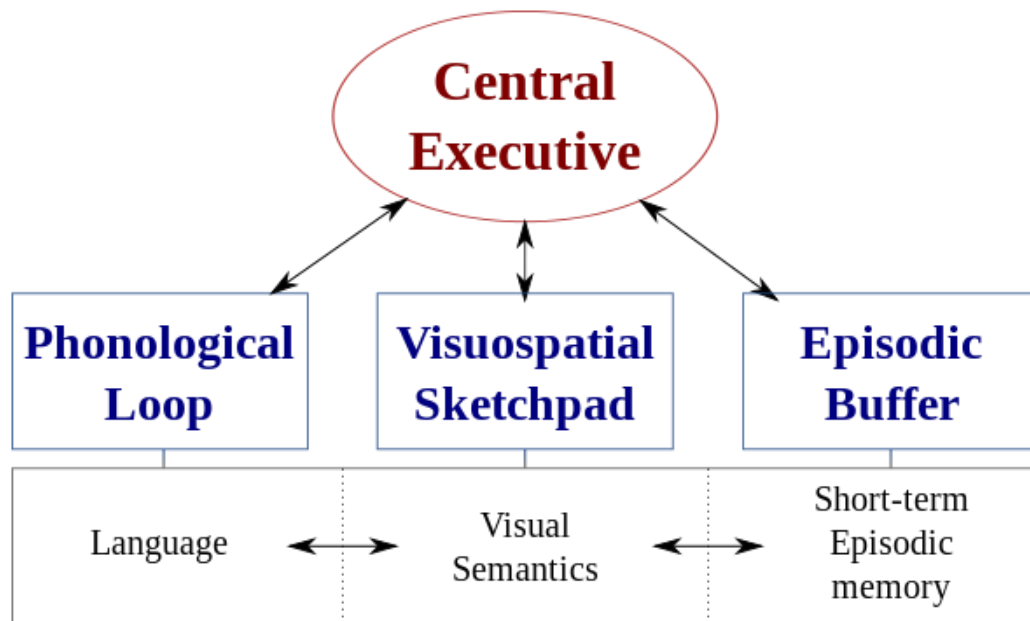 Central
Executive
Phonological
Loop
Visuospatial
Sketchpad
Episodic
Buffer
Language
Visual
Semantics
Short-term
Episodic
memory